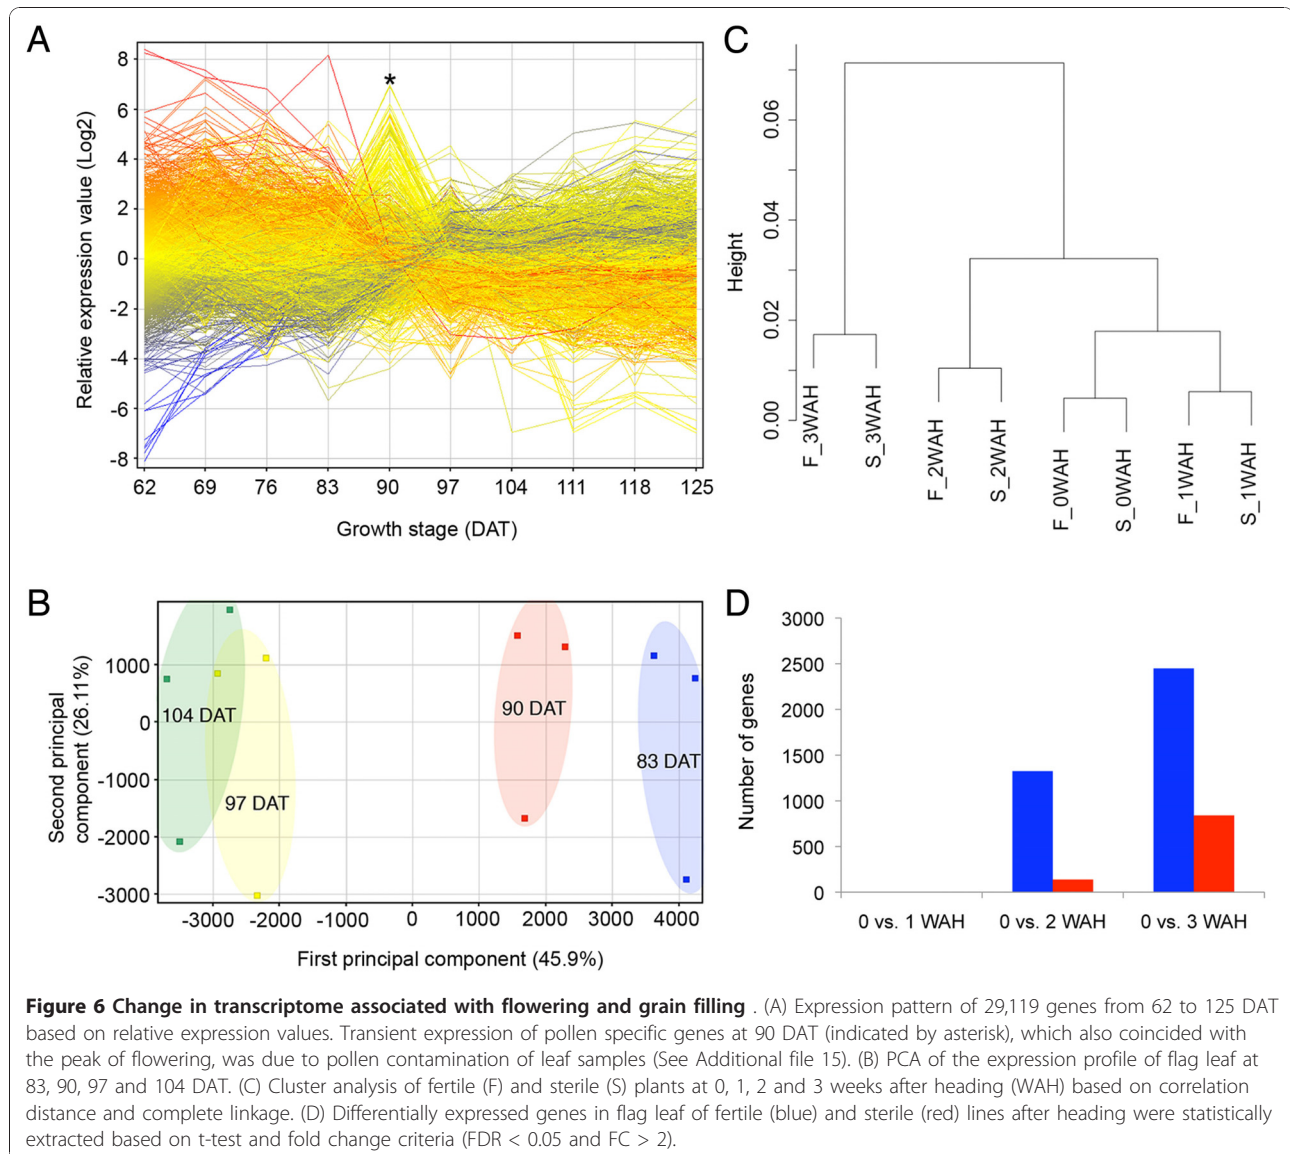 A
8
6
4
2
0
-2
-4
-6
-8
Relative expression value (Log2)
*
62 69 76 83 90 97 104 111 118 125
Growth stage (DAT)
B
1000
0
-1000
-2000
-3000
Second principal
component (26.11%)
104 DAT
97 DAT
90 DAT
83 DAT
-3000 -2000 -1000 0 1000 2000 3000 4000
First principal component (45.9%)
C
0.06
0.04
0.02
0.00
Height
F_3WAH
S_3WAH
F_2WAH
S_2WAH
F_0WAH
S_0WAH
F_1WAH
S_1WAH
D
3000
2500
2000
1500
1000
500
0
Number of genes
0 vs. 1 WAH 0 vs. 2 WAH 0 vs. 3 WAH
Figure 6 Change in transcriptome associated with flowering and grain filling . (A) Expression pattern of 29,119 genes from 62 to 125 DAT
based on relative expression values. Transient expression of pollen specific genes at 90 DAT (indicated by asterisk), which also coincided with
the peak of flowering, was due to pollen contamination of leaf samples (See Additional file 15). (B) PCA of the expression profile of flag leaf at
83, 90, 97 and 104 DAT. (C) Cluster analysis of fertile (F) and sterile (S) plants at 0, 1, 2 and 3 weeks after heading (WAH) based on correlation
distance and complete linkage. (D) Differentially expressed genes in flag leaf of fertile (blue) and sterile (red) lines after heading were statistically
extracted based on t-test and fold change criteria (FDR < 0.05 and FC > 2).